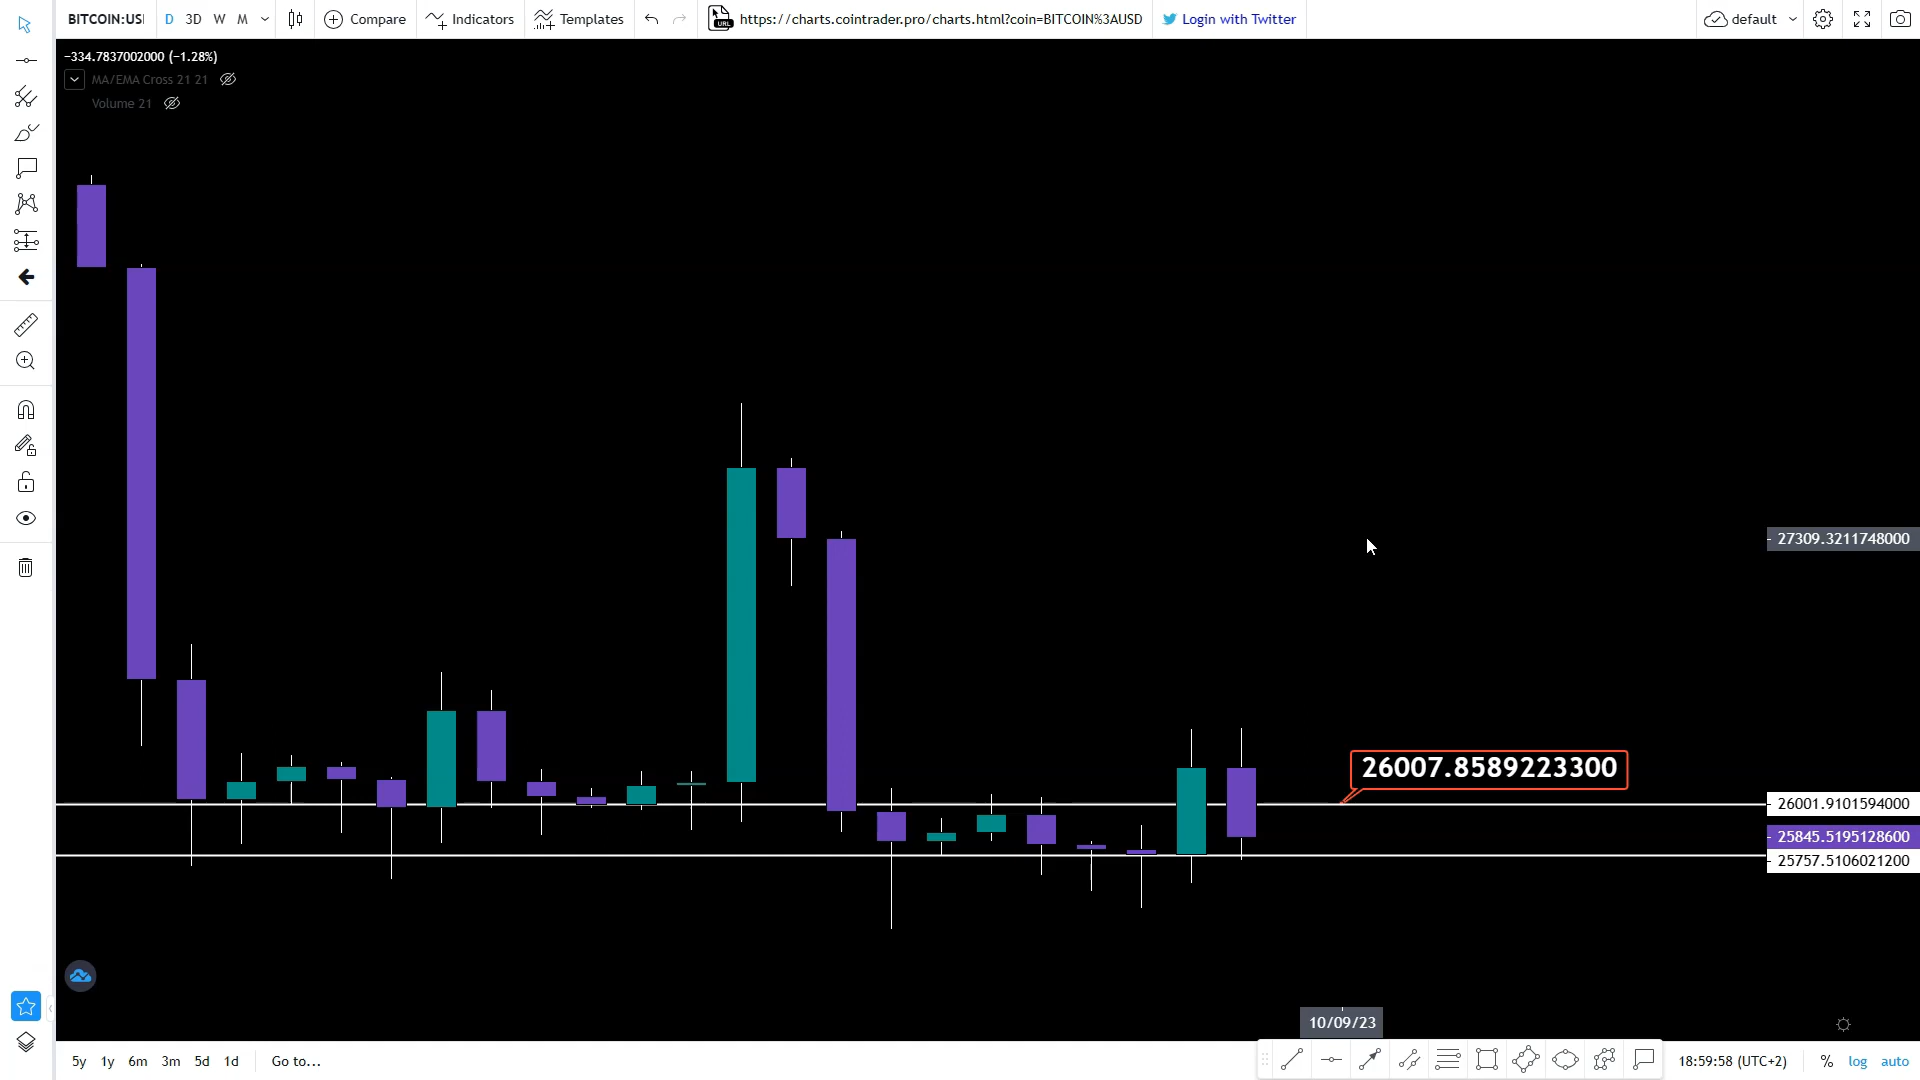 BITCOIN:US
D 3D W M Compare Indicators Templates https://charts.cointrader.pro/charts.html?coin=BITCOIN%3AUSD Login with Twitter default
−334.7837002000 (−1.28%)
MA/EMA Cross 21 21
Volume 21
27309.3211748000
26007.8589223300
26001.9101594000
25845.5195128600
25757.5106021200
10/09/23
5y 1y 6m 3m 5d 1d Go to... 18:59:58 (UTC+2) % log auto